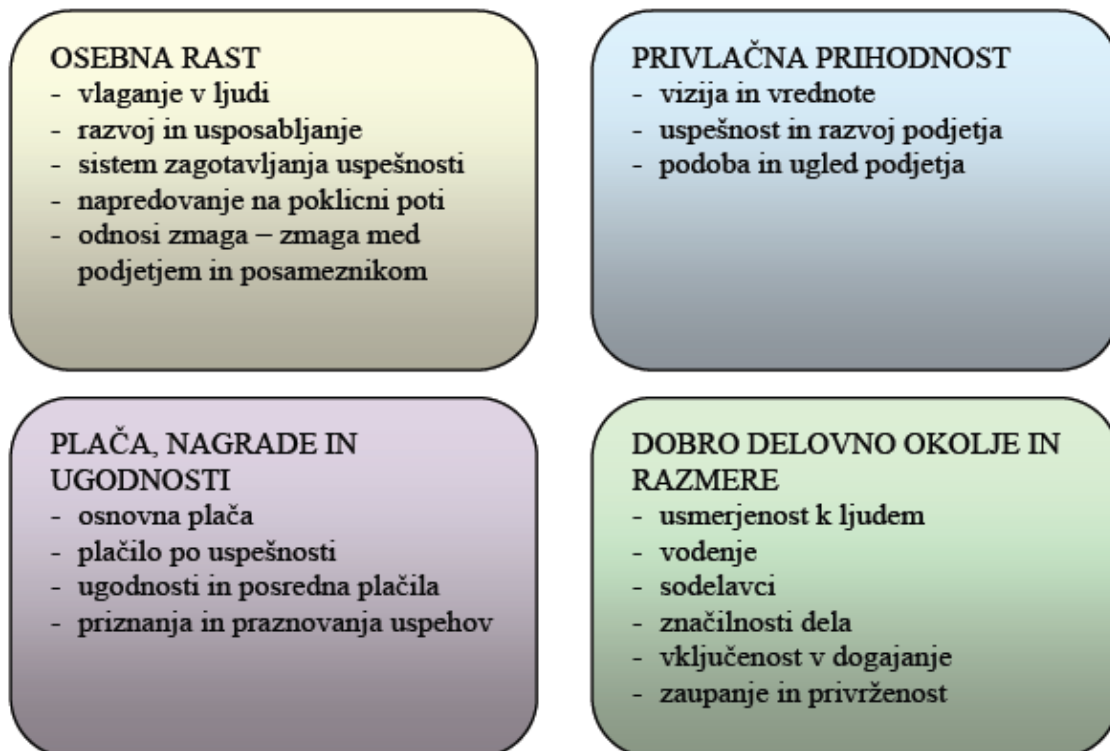 OSEBNA RAST
- vlaganje v ljudi
- razvoj in usposabljanje
- sistem zagotavljanja uspešnosti
- napredovanje na poklicni poti
- odnosi zmaga – zmaga med
podjetjem in posameznikom
PRIVLAČNA PRIHODNOST
- vizija in vrednote
- uspešnost in razvoj podjetja
- podoba in ugled podjetja
PLAČA, NAGRADE IN
UGODNOSTI
- osnovna plača
- plačilo po uspešnosti
- ugodnosti in posredna plačila
- priznanja in praznovanja uspehov
DOBRO DELOVNO OKOLJE IN
RAZMERE
- usmerjenost k ljudem
- vodenje
- sodelavci
- značilnosti dela
- vključenost v dogajanje
- zaupanje in privrženost